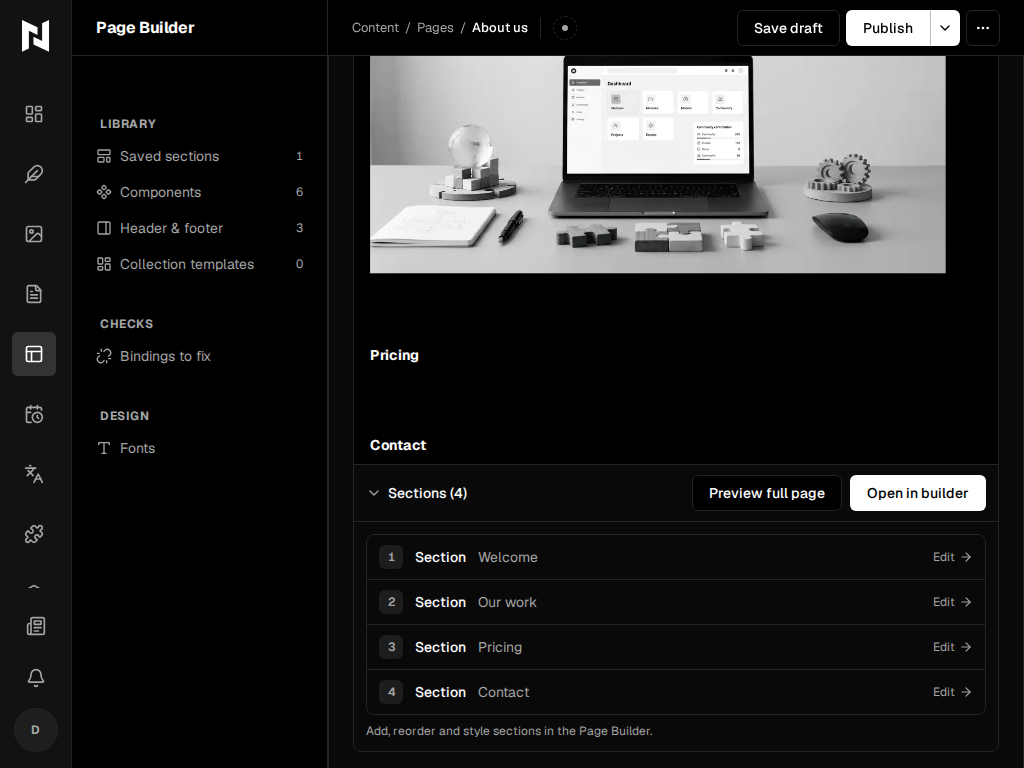 Page Builder
Content / Pages / About us
Save draft
Publish
LIBRARY
Saved sections 1
Components 6
Header & footer 3
Collection templates 0
CHECKS
Bindings to fix
DESIGN
Fonts
Dashboard
Pricing
Contact
Sections (4)
Preview full page
Open in builder
1 Section Welcome Edit
2 Section Our work Edit
3 Section Pricing Edit
4 Section Contact Edit
Add, reorder and style sections in the Page Builder.
D